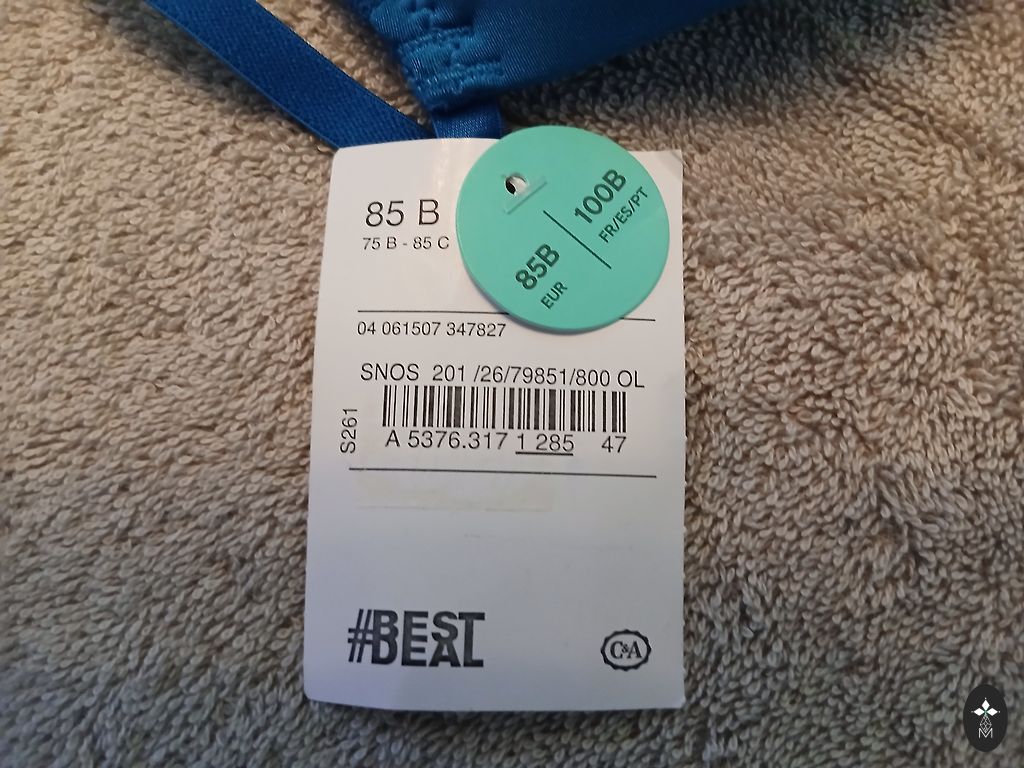 85 B
75 B - 85 C
85B
EUR
100B
FR/ES/PT
04 061507 347827
SNOS 201 /26/79851/800 OL
S261
A 5376.317 1 285 47
#BEST
DEAL
C&A
M